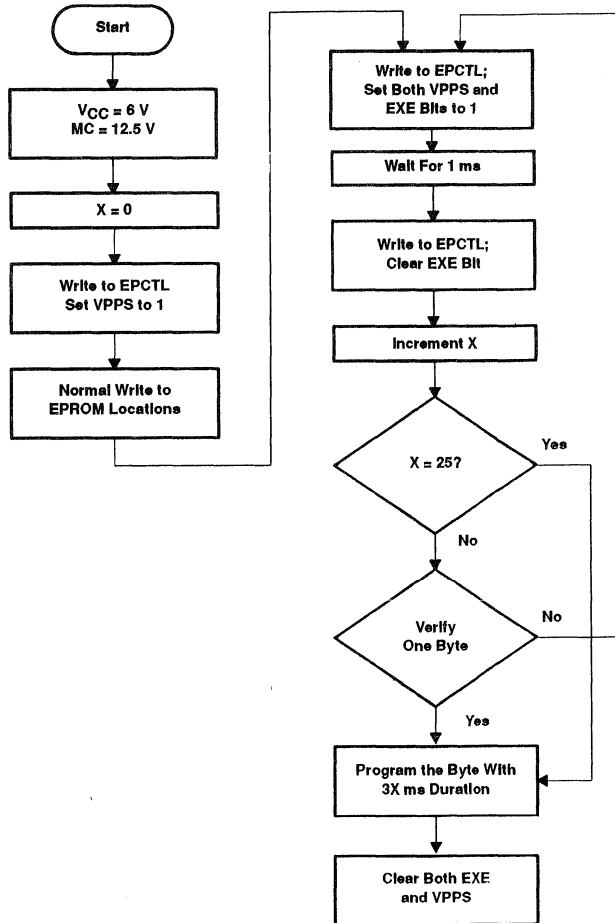 Start
VCC = 6 V
MC = 12.5 V
X = 0
Write to EPCTL
Set VPPS to 1
Normal Write to
EPROM Locations
Write to EPCTL;
Set Both VPPS and
EXE Bits to 1
Wait For 1 ms
Write to EPCTL;
Clear EXE Bit
Increment X
X = 25?
Yes
No
Verify
One Byte
No
Yes
Program the Byte With
3X ms Duration
Clear Both EXE
and VPPS